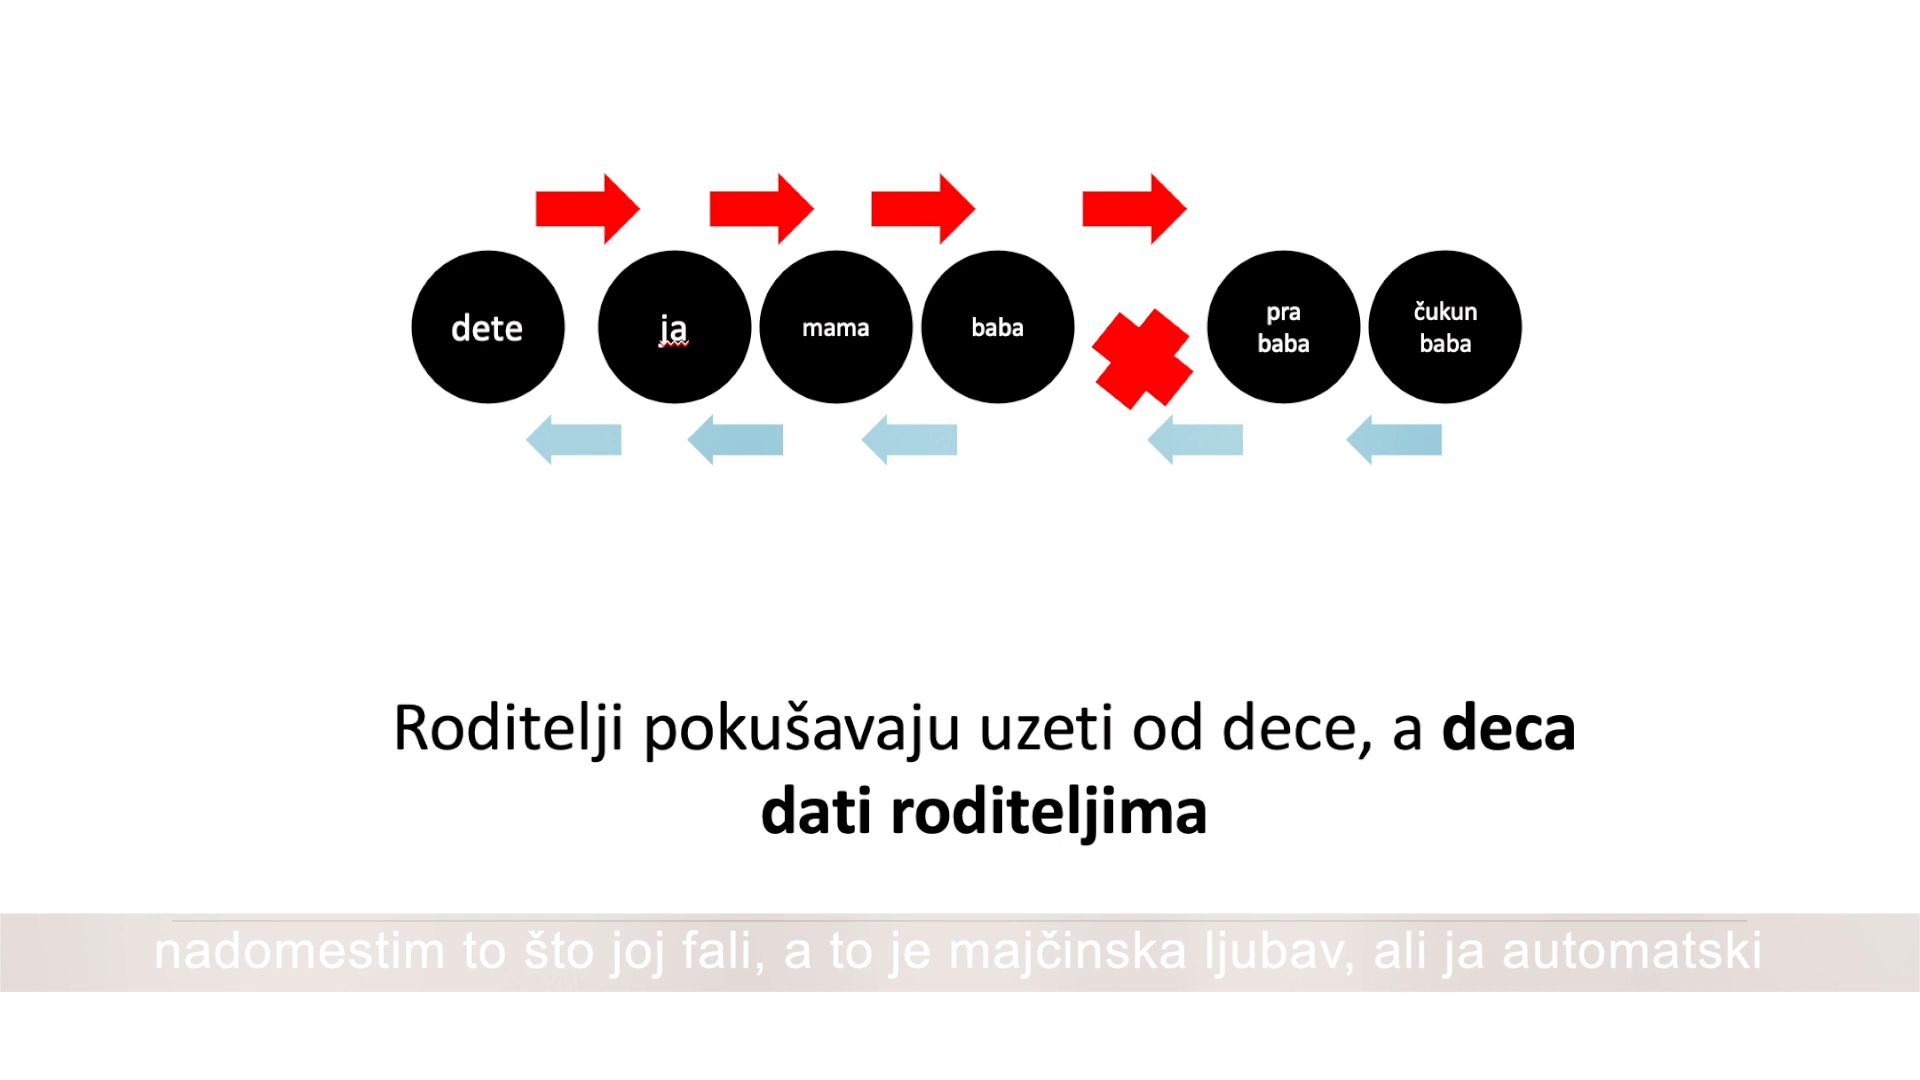 dete
ja
mama
baba
pra
baba
čukun
baba
Roditelji pokušavaju uzeti od dece, a deca
dati roditeljima
nadomestim to što joj fali, a to je majčinska ljubav, ali ja automatski